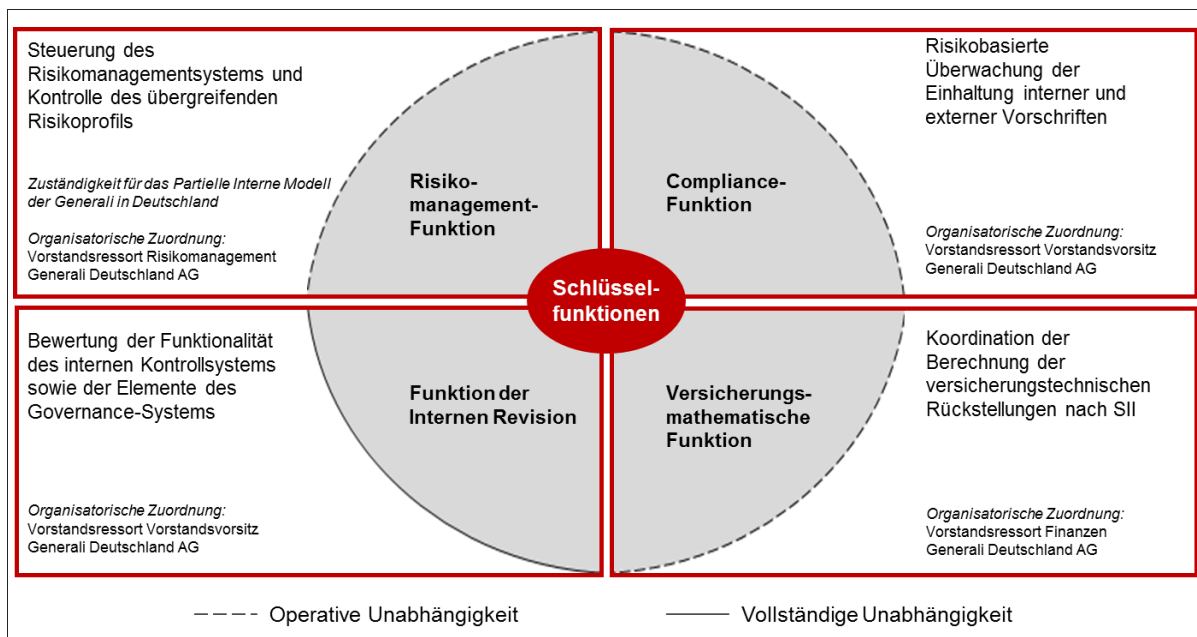 Steuerung des
Risikomanagementsystems und
Kontrolle des übergreifenden
Risikoprofils
Zuständigkeit für das Partielle Interne Modell
der Generali in Deutschland
Organisatorische Zuordnung:
Vorstandsressort Risikomanagement
Generali Deutschland AG
Risiko-
management-
Funktion
Compliance-
Funktion
Risikobasierte
Überwachung der
Einhaltung interner und
externer Vorschriften
Organisatorische Zuordnung:
Vorstandsressort Vorstandsvorsitz
Generali Deutschland AG
Schlüssel-
funktionen
Bewertung der Funktionalität
des internen Kontrollsystems
sowie der Elemente des
Governance-Systems
Organisatorische Zuordnung:
Vorstandsressort Vorstandsvorsitz
Generali Deutschland AG
Funktion der
Internen Revision
Versicherungs-
mathematische
Funktion
Koordination der
Berechnung der
versicherungstechnischen
Rückstellungen nach SII
Organisatorische Zuordnung:
Vorstandsressort Finanzen
Generali Deutschland AG
Operative Unabhängigkeit
Vollständige Unabhängigkeit